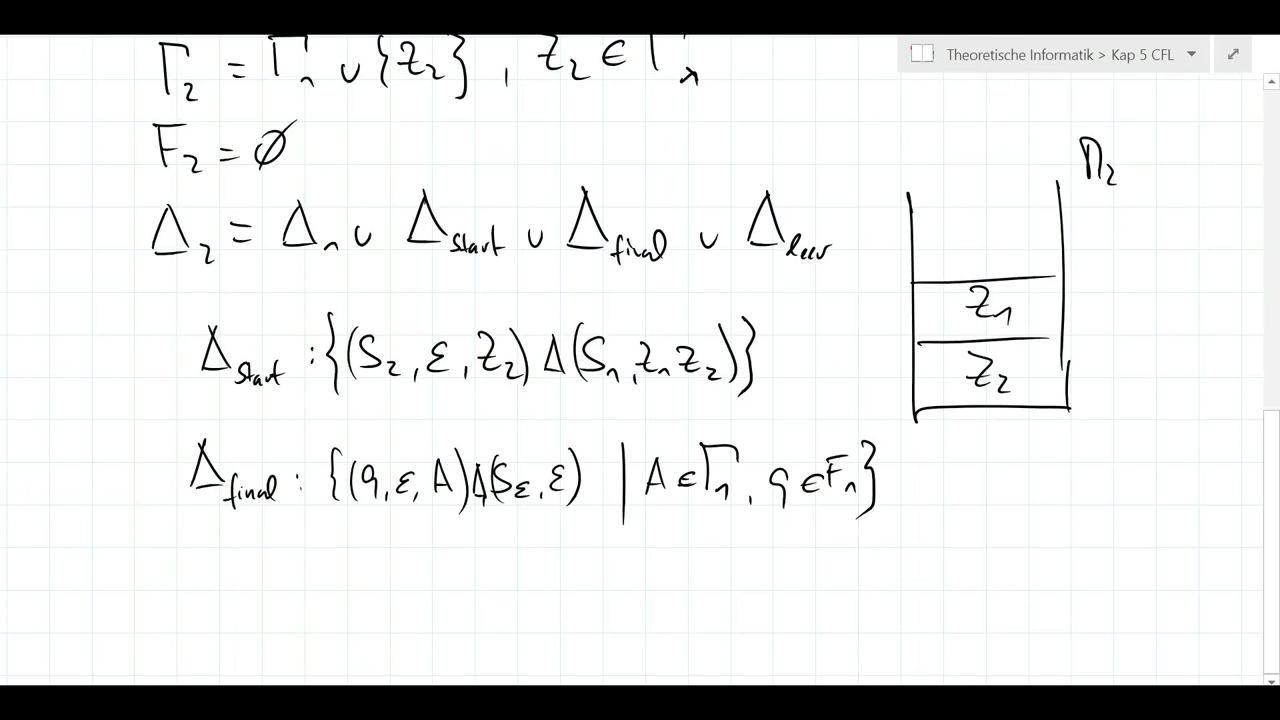 Theoretische Informatik > Kap 5 CFL
Γ₂ = Γ₁ ∪ {Z₂}, Z₂ ∈ Γ₁
F₂ = ∅
Δ₂ = Δ₁ ∪ Δstart ∪ Δfinal ∪ Δleer
Δstart : {(S₂, ε, Z₂) Δ (S₁, Z₁Z₂)}
Δfinal : {(q, ε, A) Δ (Sε, ε) | A ∈ Γ₁, q ∈ F₁}
M₂
Z₁
Z₂